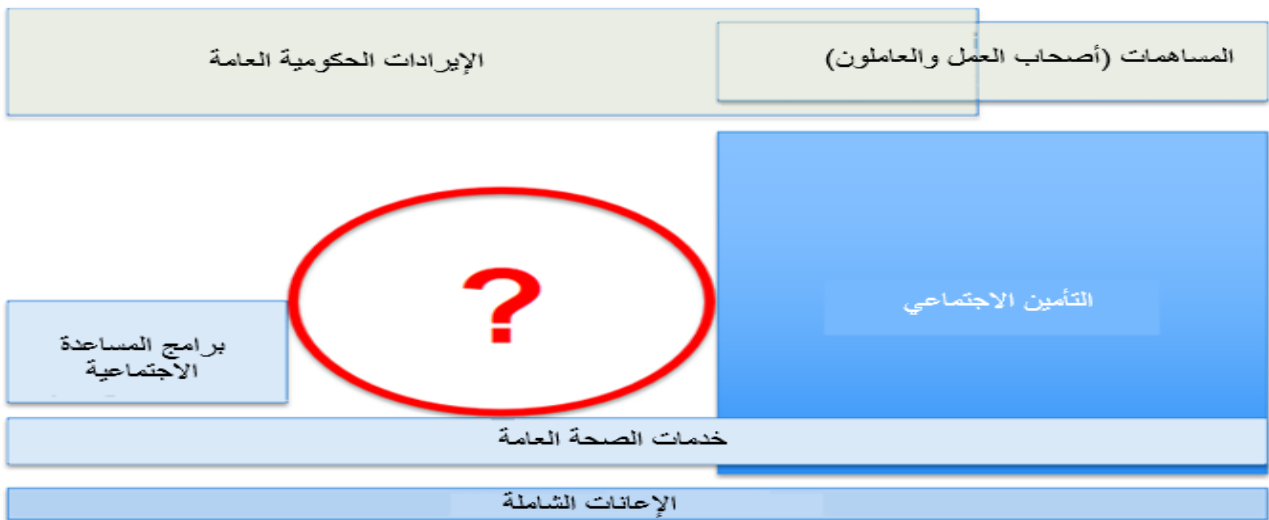 المساهمات (أصحاب العمل والعاملون)
الإيرادات الحكومية العامة
?
التأمين الاجتماعي
برامج المساعدة
الاجتماعية
خدمات الصحة العامة
الإعانات الشاملة